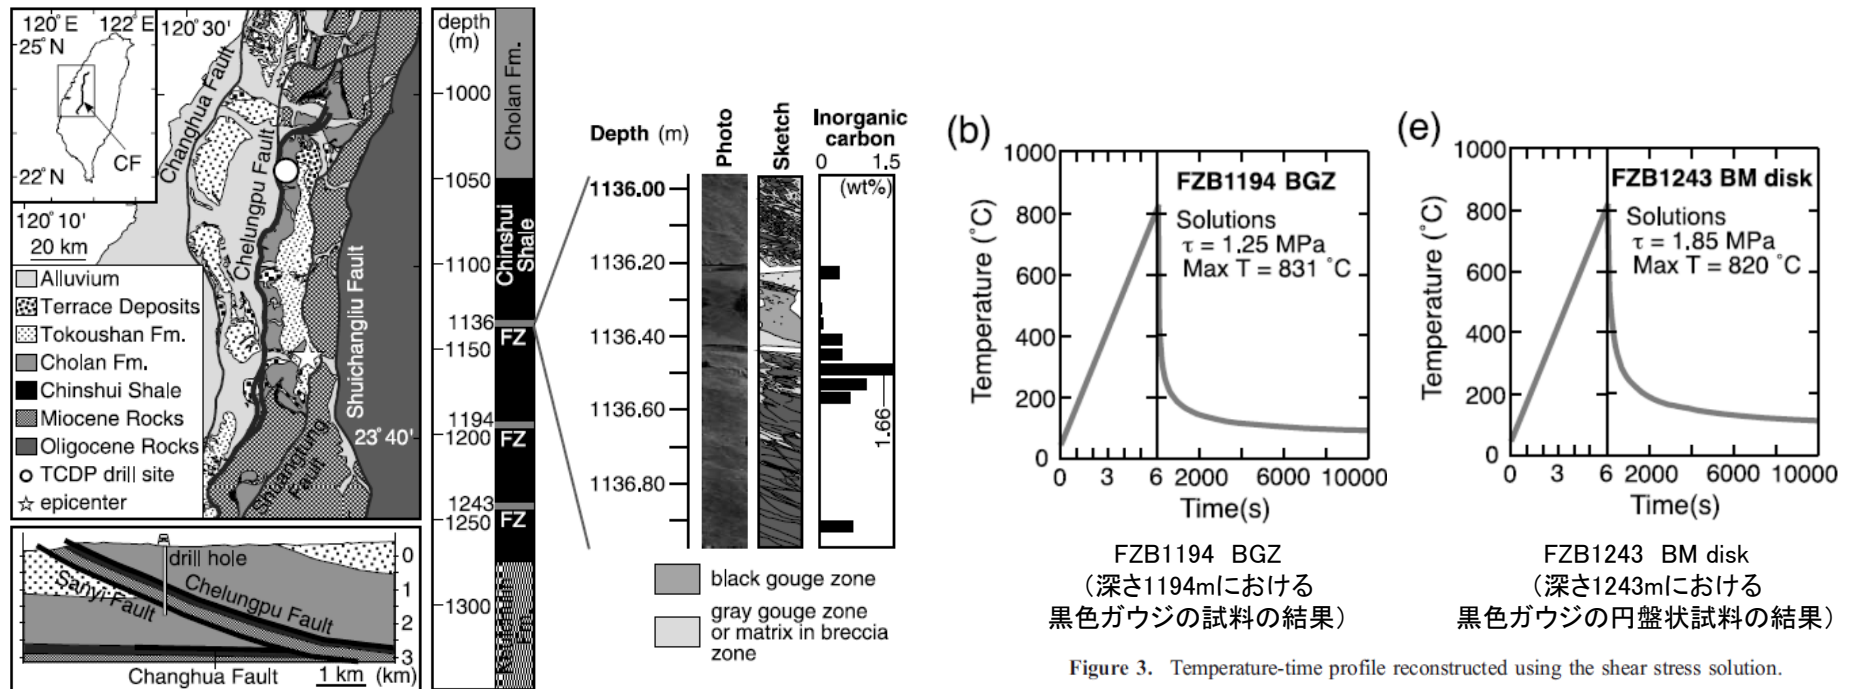 120°E 122°E
25°N
22°N
CF
120°30'
120°10'
20 km
23°40'
Changhua Fault
Chelungpu Fault
Shuichangliu Fault
Shuangtung
Fault
Alluvium
Terrace Deposits
Tokoushan Fm.
Cholan Fm.
Chinshui Shale
Miocene Rocks
Oligocene Rocks
TCDP drill site
epicenter
drill hole
Sanyi Fault
Chelungpu Fault
Changhua Fault
0
1
2
3
1 km (km)
depth
(m)
1000
1050
1100
1136
1150
1194
1200
1243
1250
1300
Cholan Fm.
Chinshui
Shale
FZ
FZ
FZ
Depth (m)
1136.00
1136.20
1136.40
1136.60
1136.80
Photo
Sketch
Inorganic
carbon
0 1.5
(wt%)
1.66
black gouge zone
gray gouge zone
or matrix in breccia
zone
(b)
1000
800
600
400
200
0
Temperature (°C)
FZB1194 BGZ
Solutions
τ = 1.25 MPa
Max T = 831 °C
0 3 6 2000 6000 10000
Time(s)
FZB1194 BGZ
(深さ1194mにおける
黒色ガウジの試料の結果)
(e)
1000
800
600
400
200
0
Temperature (°C)
FZB1243 BM disk
Solutions
τ = 1.85 MPa
Max T = 820 °C
0 3 6 2000 6000 10000
Time(s)
FZB1243 BM disk
(深さ1243mにおける
黒色ガウジの円盤状試料の結果)
Figure 3. Temperature-time profile reconstructed using the shear stress solution.